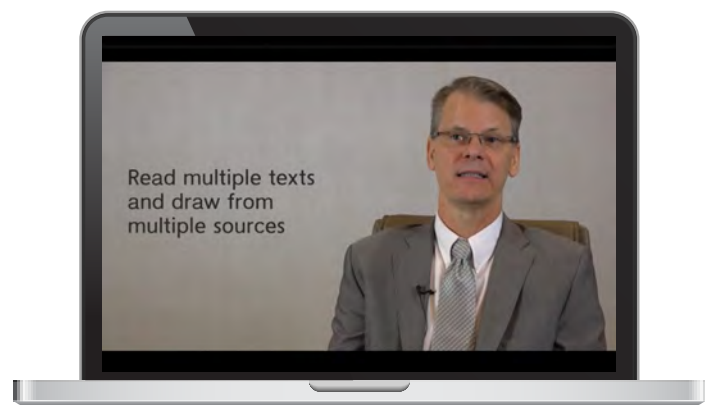 Read multiple texts
and draw from
multiple sources